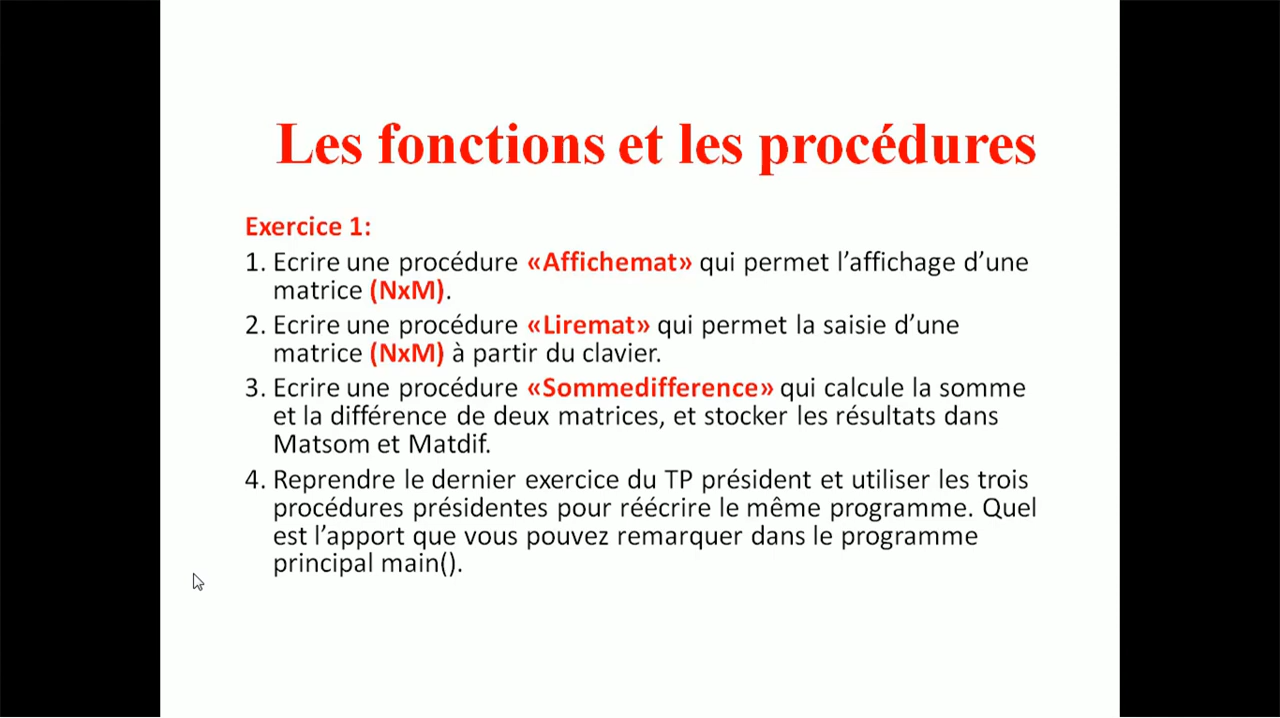 Les fonctions et les procédures
Exercice 1:
1. Ecrire une procédure «Affichemat» qui permet l’affichage d’une
matrice (NxM).
2. Ecrire une procédure «Liremat» qui permet la saisie d’une
matrice (NxM) à partir du clavier.
3. Ecrire une procédure «Sommedifference» qui calcule la somme
et la différence de deux matrices, et stocker les résultats dans
Matsom et Matdif.
4. Reprendre le dernier exercice du TP président et utiliser les trois
procédures présidentes pour réécrire le même programme. Quel
est l’apport que vous pouvez remarquer dans le programme
principal main().